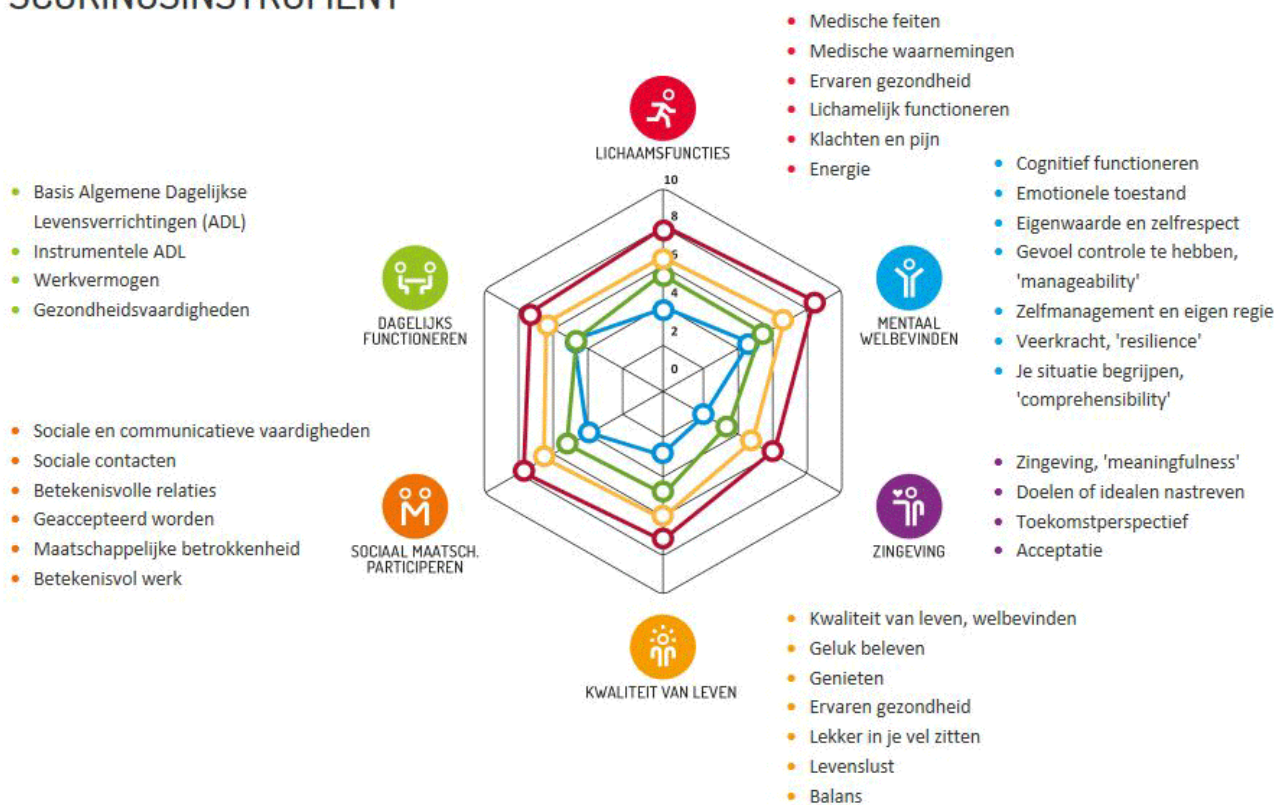 SCORINGSINSTRUMENT
Medische feiten
Medische waarnemingen
Ervaren gezondheid
Lichamelijk functioneren
Klachten en pijn
Energie
LICHAAMSFUNCTIES
Cognitief functioneren
Emotionele toestand
Eigenwaarde en zelfrespect
Gevoel controle te hebben,
'manageability'
Zelfmanagement en eigen regie
Veerkracht, 'resilience'
Je situatie begrijpen,
'comprehensibility'
MENTAAL
WELBEVINDEN
Basis Algemene Dagelijkse
Levensverrichtingen (ADL)
Instrumentele ADL
Werkvermogen
Gezondheidsvaardigheden
DAGELIJKS
FUNCTIONEREN
10
8
6
4
2
0
Sociale en communicatieve vaardigheden
Sociale contacten
Betekenisvolle relaties
Geaccepteerd worden
Maatschappelijke betrokkenheid
Betekenisvol werk
SOCIAAL MAATSCH.
PARTICIPEREN
Zingeving, 'meaningfulness'
Doelen of idealen nastreven
Toekomstperspectief
Acceptatie
ZINGEVING
KWALITEIT VAN LEVEN
Kwaliteit van leven, welbevinden
Geluk beleven
Genieten
Ervaren gezondheid
Lekker in je vel zitten
Levenslust
Balans